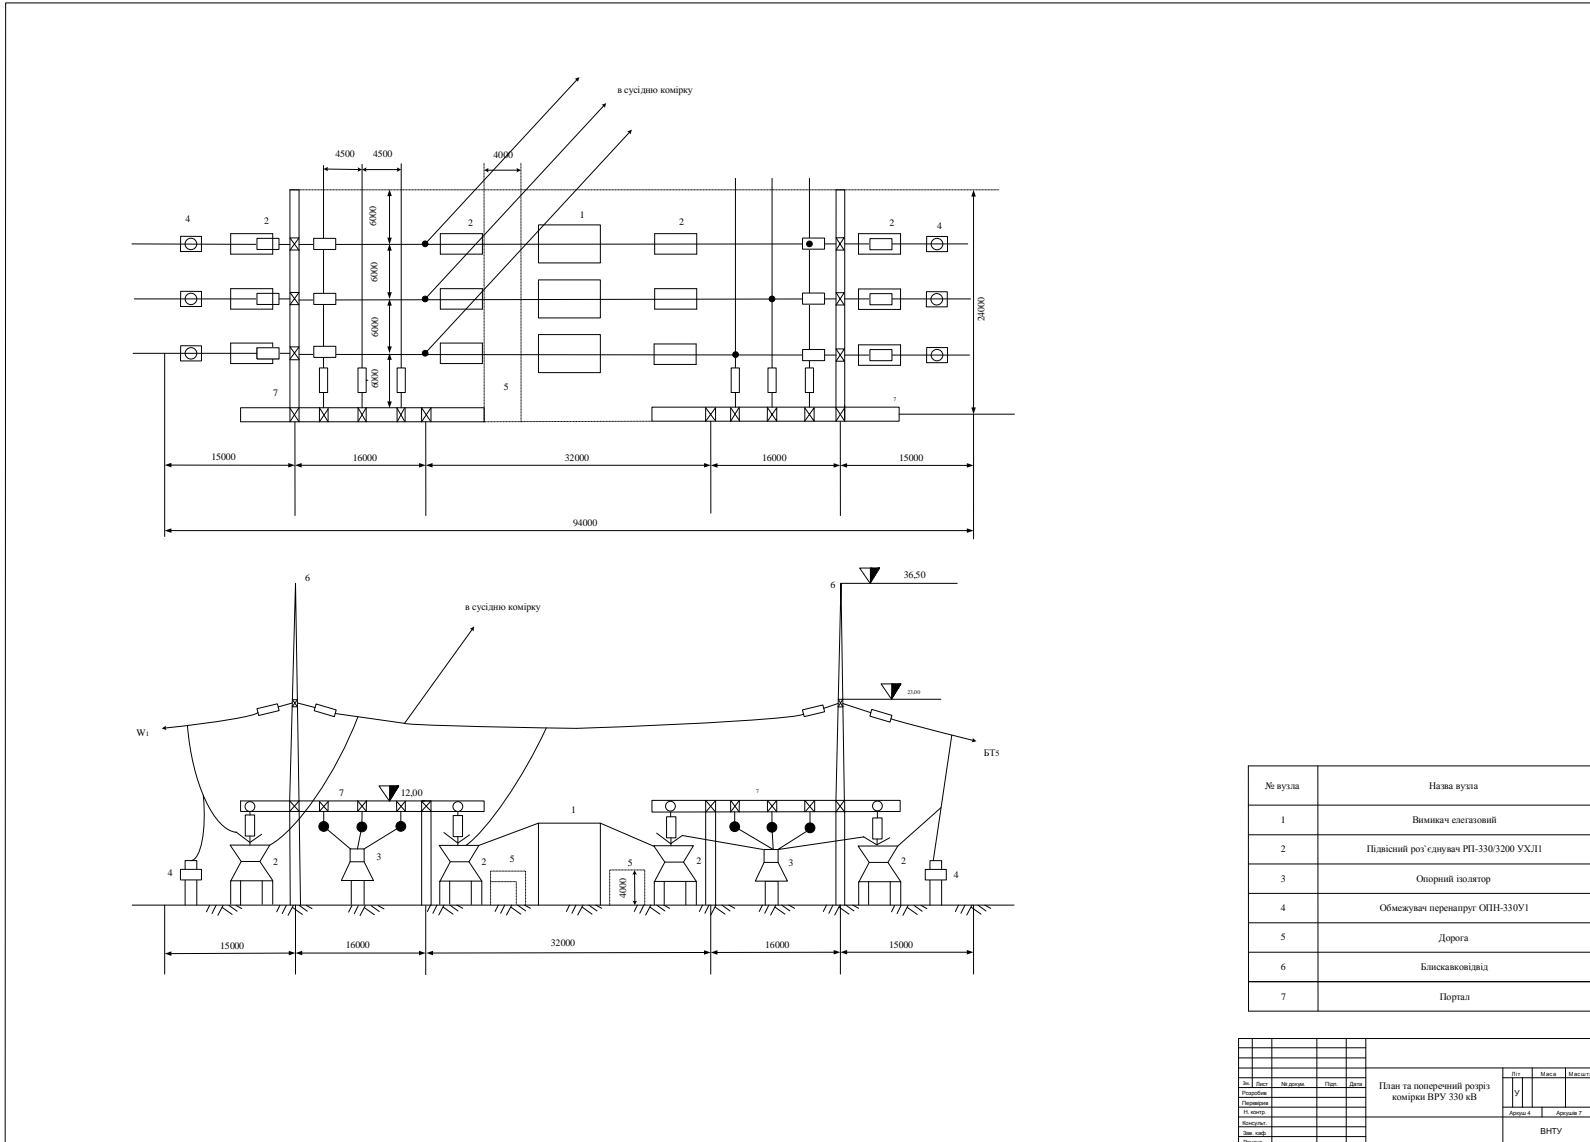 в сусідню комірку
4500
4500
4000
4
2
6000
2
1
2
2
4
6000
24000
6000
6000
7
5
7
15000
16000
32000
16000
15000
94000
6
6
36,50
в сусідню комірку
23,00
W1
БТ5
7
12,00
7
1
4
2
3
2
5
5
4000
2
3
2
4
15000
16000
32000
16000
15000
№ вузла
Назва вузла
1
Вимикач елегазовий
2
Підвісний роз`єднувач РП-330/3200 УХЛ1
3
Опорний ізолятор
4
Обмежувач перенапруг ОПН-330У1
5
Дорога
6
Блискавковідвід
7
Портал
Зм. Лист № докум. Підп. Дата
Розробив
Перевірив
Н. контр.
Консульт.
Зав. каф.
План та поперечний розріз
комірки ВРУ 330 кВ
Літ Маса
У
Аркуш 4 Аркушів 7
ВНТУ